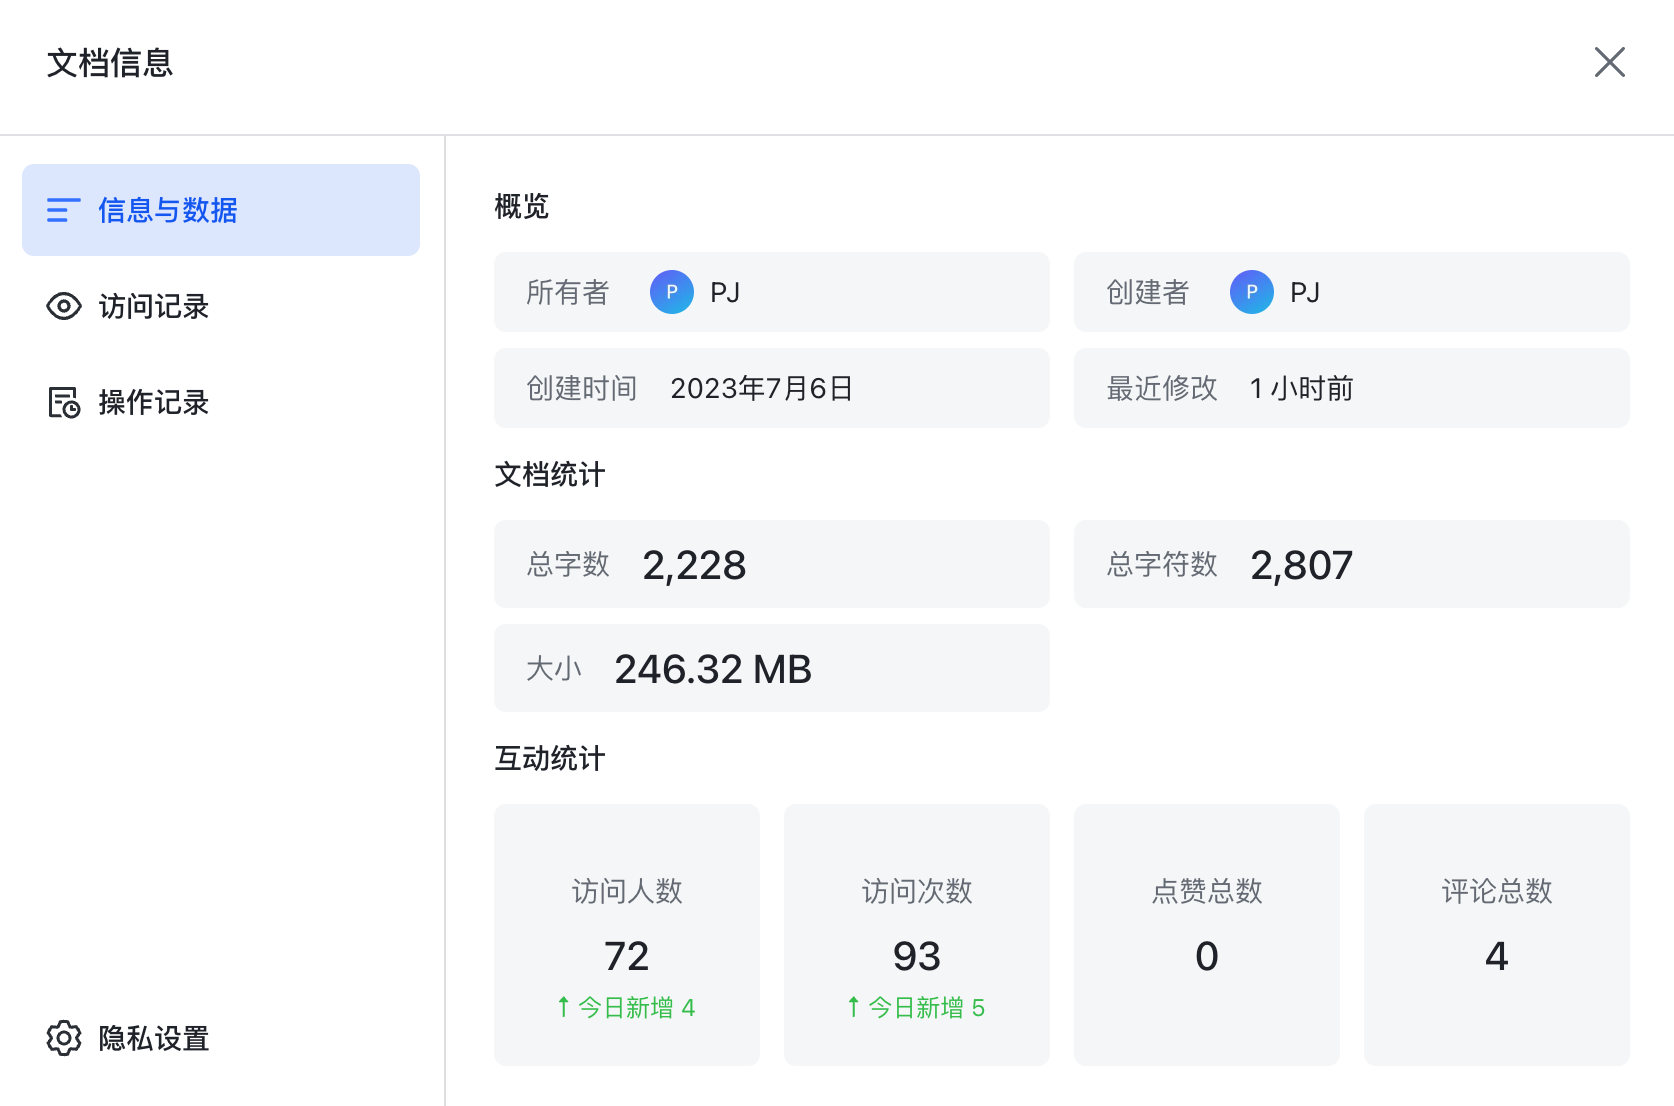 文档信息
信息与数据
访问记录
操作记录
隐私设置
概览
所有者 P PJ
创建者 P PJ
创建时间 2023年7月6日
最近修改 1 小时前
文档统计
总字数 2,228
总字符数 2,807
大小 246.32 MB
互动统计
访问人数
72
↑ 今日新增 4
访问次数
93
↑ 今日新增 5
点赞总数
0
评论总数
4